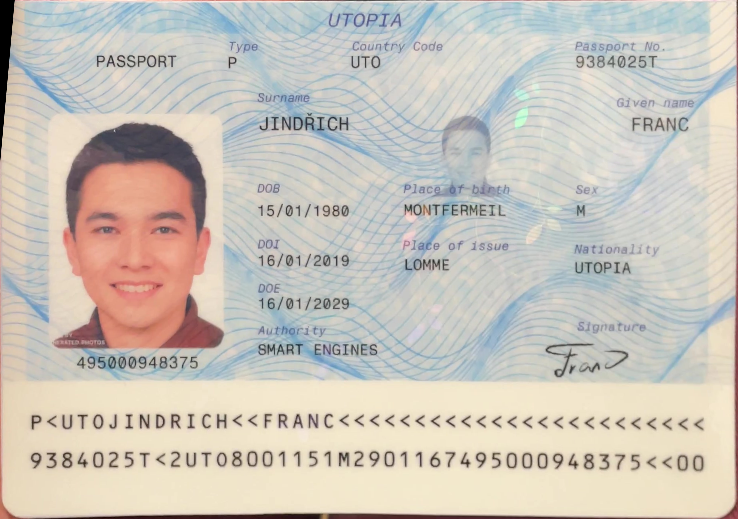 UTOPIA
Type Country Code Passport No.
PASSPORT P UTO 9384025T
Surname Given name
JINDŘICH FRANC
DOB Place of birth Sex
15/01/1980 MONTFERMEIL M
DOI Place of issue Nationality
16/01/2019 LOMME UTOPIA
DOE
16/01/2029
Authority Signature
SMART ENGINES Franc
495000948375
P<UTOJINDRICH<<FRANC<<<<<<<<<<<<<<<<<<<<<<<<
9384025T<2UTO8001151M2901167495000948375<<00